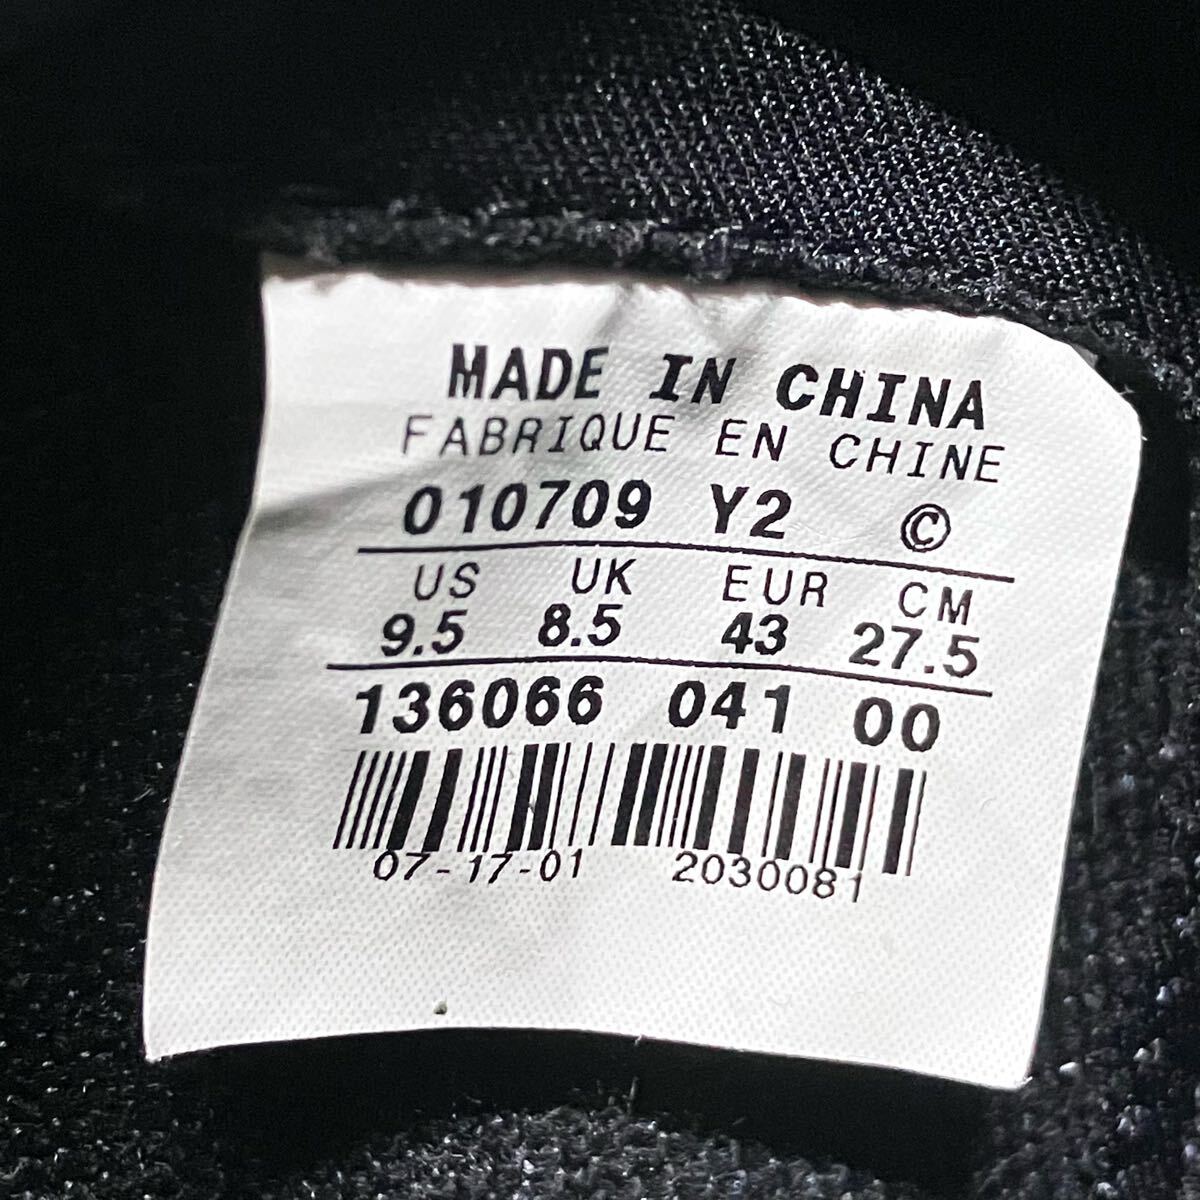 MADE IN CHINA
FABRIQUE EN CHINE
010709 Y2 ©
US UK EUR CM
9.5 8.5 43 27.5
136066 041 00
07-17-01 2030081